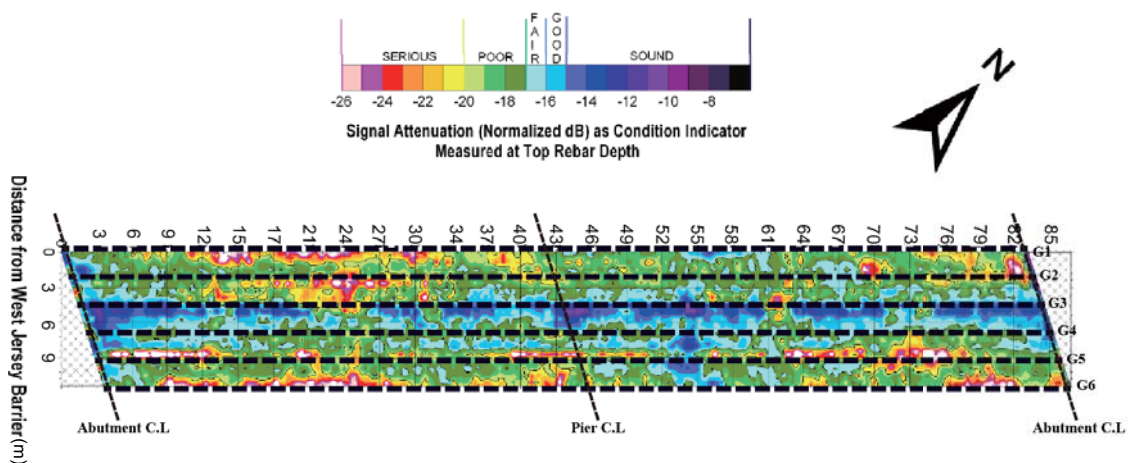 FAIR
GOOD
SERIOUS POOR SOUND
-26 -24 -22 -20 -18 -16 -14 -12 -10 -8
Signal Attenuation (Normalized dB) as Condition Indicator
Measured at Top Rebar Depth
N
Distance from West Jersey Barrier(m)
0 3 6 9 12 15 18 21 24 27 30 34 37 40 43 46 49 52 55 58 61 64 67 70 73 76 79 82 85
0
3
6
9
G1
G2
G3
G4
G5
G6
Abutment C.L Pier C.L Abutment C.L